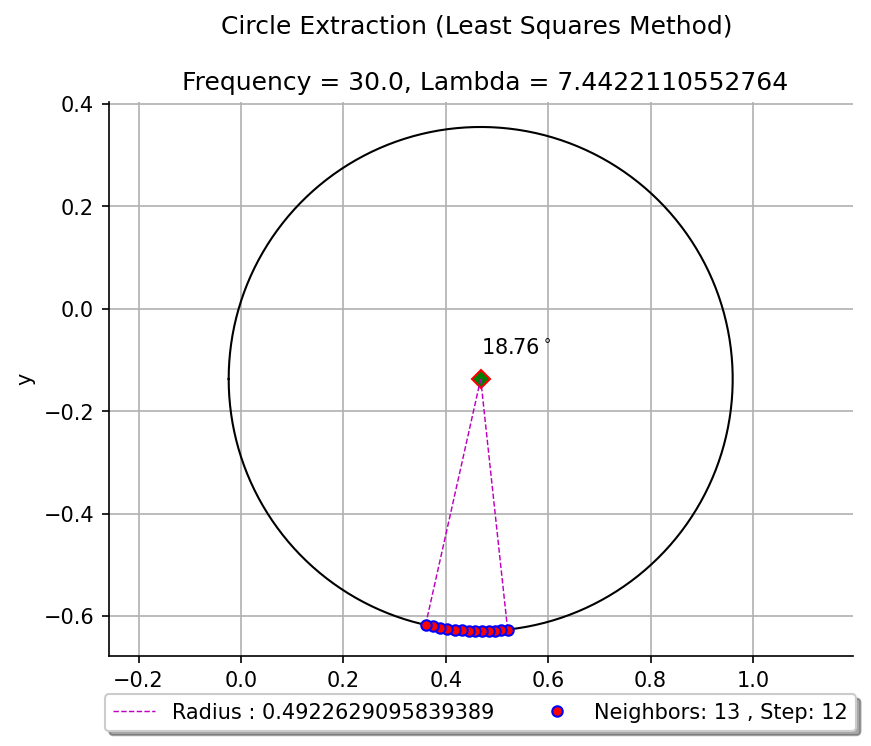 Circle Extraction (Least Squares Method)
Frequency = 30.0, Lambda = 7.4422110552764
0.4
0.2
0.0
−0.2
−0.4
−0.6
y
18.76°
−0.2 0.0 0.2 0.4 0.6 0.8 1.0
Radius : 0.4922629095839389 Neighbors: 13 , Step: 12